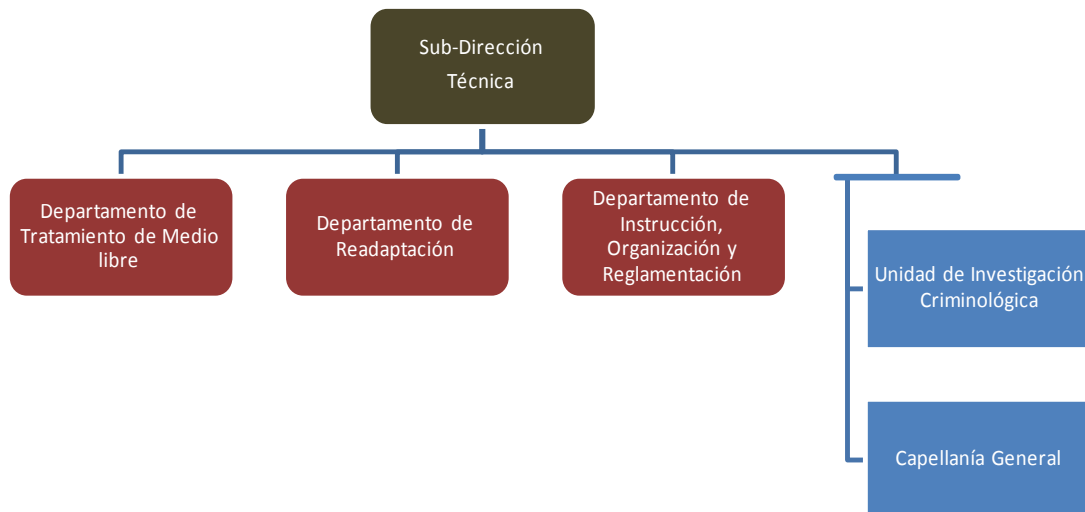 Sub-Dirección
Técnica
Departamento de
Tratamiento de Medio
libre
Departamento de
Readaptación
Departamento de
Instrucción,
Organización y
Reglamentación
Unidad de Investigación
Criminológica
Capellanía General